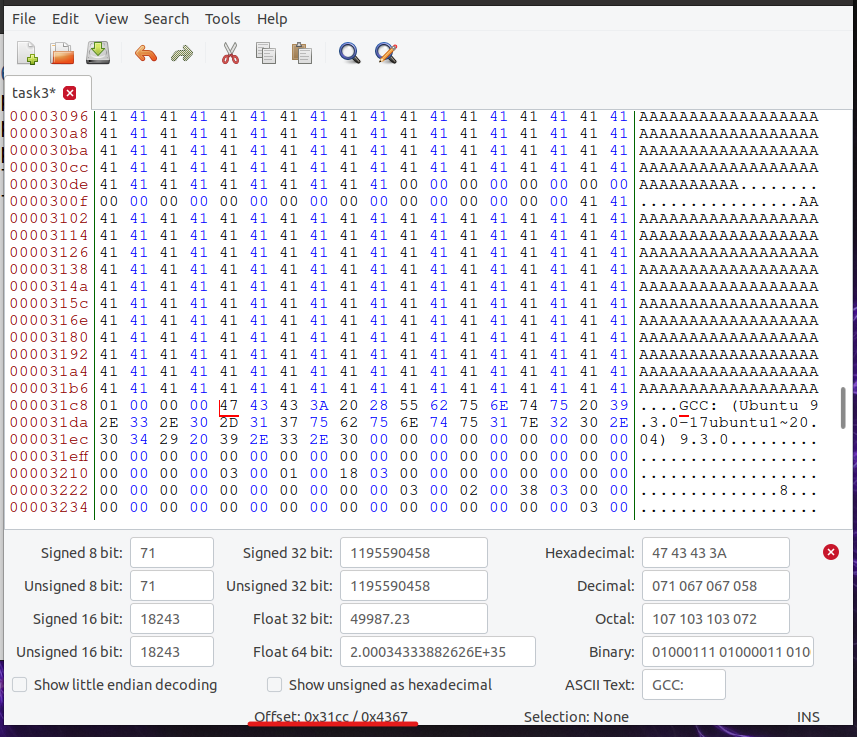 File Edit View Search Tools Help
task3*
00003096 41 41 41 41 41 41 41 41 41 41 41 41 41 41 41 41 41 41 AAAAAAAAAAAAAAAAAA
000030a8 41 41 41 41 41 41 41 41 41 41 41 41 41 41 41 41 41 41 AAAAAAAAAAAAAAAAAA
000030ba 41 41 41 41 41 41 41 41 41 41 41 41 41 41 41 41 41 41 AAAAAAAAAAAAAAAAAA
000030cc 41 41 41 41 41 41 41 41 41 41 41 41 41 41 41 41 41 41 AAAAAAAAAAAAAAAAAA
000030de 41 41 41 41 41 41 41 41 41 41 00 00 00 00 00 00 00 00 AAAAAAAAAA........
0000300f 00 00 00 00 00 00 00 00 00 00 00 00 00 00 00 00 41 41 ................AA
00003102 41 41 41 41 41 41 41 41 41 41 41 41 41 41 41 41 41 41 AAAAAAAAAAAAAAAAAA
00003114 41 41 41 41 41 41 41 41 41 41 41 41 41 41 41 41 41 41 AAAAAAAAAAAAAAAAAA
00003126 41 41 41 41 41 41 41 41 41 41 41 41 41 41 41 41 41 41 AAAAAAAAAAAAAAAAAA
00003138 41 41 41 41 41 41 41 41 41 41 41 41 41 41 41 41 41 41 AAAAAAAAAAAAAAAAAA
0000314a 41 41 41 41 41 41 41 41 41 41 41 41 41 41 41 41 41 41 AAAAAAAAAAAAAAAAAA
0000315c 41 41 41 41 41 41 41 41 41 41 41 41 41 41 41 41 41 41 AAAAAAAAAAAAAAAAAA
0000316e 41 41 41 41 41 41 41 41 41 41 41 41 41 41 41 41 41 41 AAAAAAAAAAAAAAAAAA
00003180 41 41 41 41 41 41 41 41 41 41 41 41 41 41 41 41 41 41 AAAAAAAAAAAAAAAAAA
00003192 41 41 41 41 41 41 41 41 41 41 41 41 41 41 41 41 41 41 AAAAAAAAAAAAAAAAAA
000031a4 41 41 41 41 41 41 41 41 41 41 41 41 41 41 41 41 41 41 AAAAAAAAAAAAAAAAAA
000031b6 41 41 41 41 41 41 41 41 41 41 41 41 41 41 41 41 41 41 AAAAAAAAAAAAAAAAAA
000031c8 01 00 00 00 47 43 43 3A 20 28 55 62 75 6E 74 75 20 39 ....GCC: (Ubuntu 9
000031da 2E 33 2E 30 2D 31 37 75 62 75 6E 74 75 31 7E 32 30 2E .3.0-17ubuntu1~20.
000031ec 30 34 29 20 39 2E 33 2E 30 00 00 00 00 00 00 00 00 00 04) 9.3.0.........
000031eff 00 00 00 00 00 00 00 00 00 00 00 00 00 00 00 00 00 00 ..................
00003210 00 00 00 00 03 00 01 00 18 03 00 00 00 00 00 00 00 00 ..................
00003222 00 00 00 00 00 00 00 00 00 00 03 00 02 00 38 03 00 00 ..............8...
00003234 00 00 00 00 00 00 00 00 00 00 00 00 00 00 00 00 03 00 ..................
Signed 8 bit: 71 Signed 32 bit: 1195590458 Hexadecimal: 47 43 43 3A
Unsigned 8 bit: 71 Unsigned 32 bit: 1195590458 Decimal: 071 067 067 058
Signed 16 bit: 18243 Float 32 bit: 49987.23 Octal: 107 103 103 072
Unsigned 16 bit: 18243 Float 64 bit: 2.00034333882626E+35 Binary: 01000111 01000011 010
Show little endian decoding Show unsigned as hexadecimal ASCII Text: GCC:
Offset: 0x31cc / 0x4367 Selection: None INS